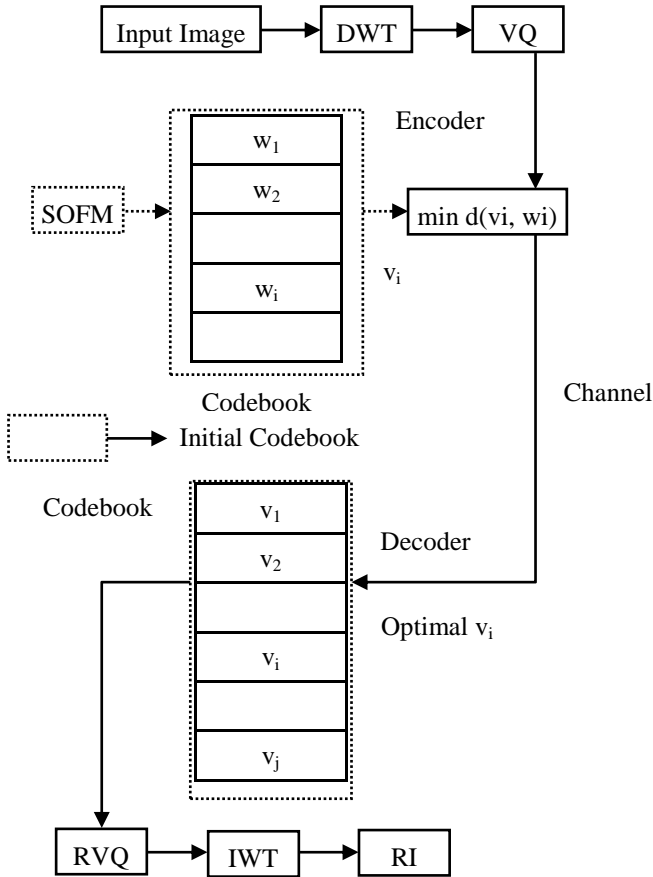 Input Image
DWT
VQ
Encoder
w1
w2
SOFM
min d(vi, wi)
wi
vi
Channel
Codebook
Initial Codebook
Codebook
v1
Decoder
v2
Optimal vi
vi
vj
RVQ
IWT
RI